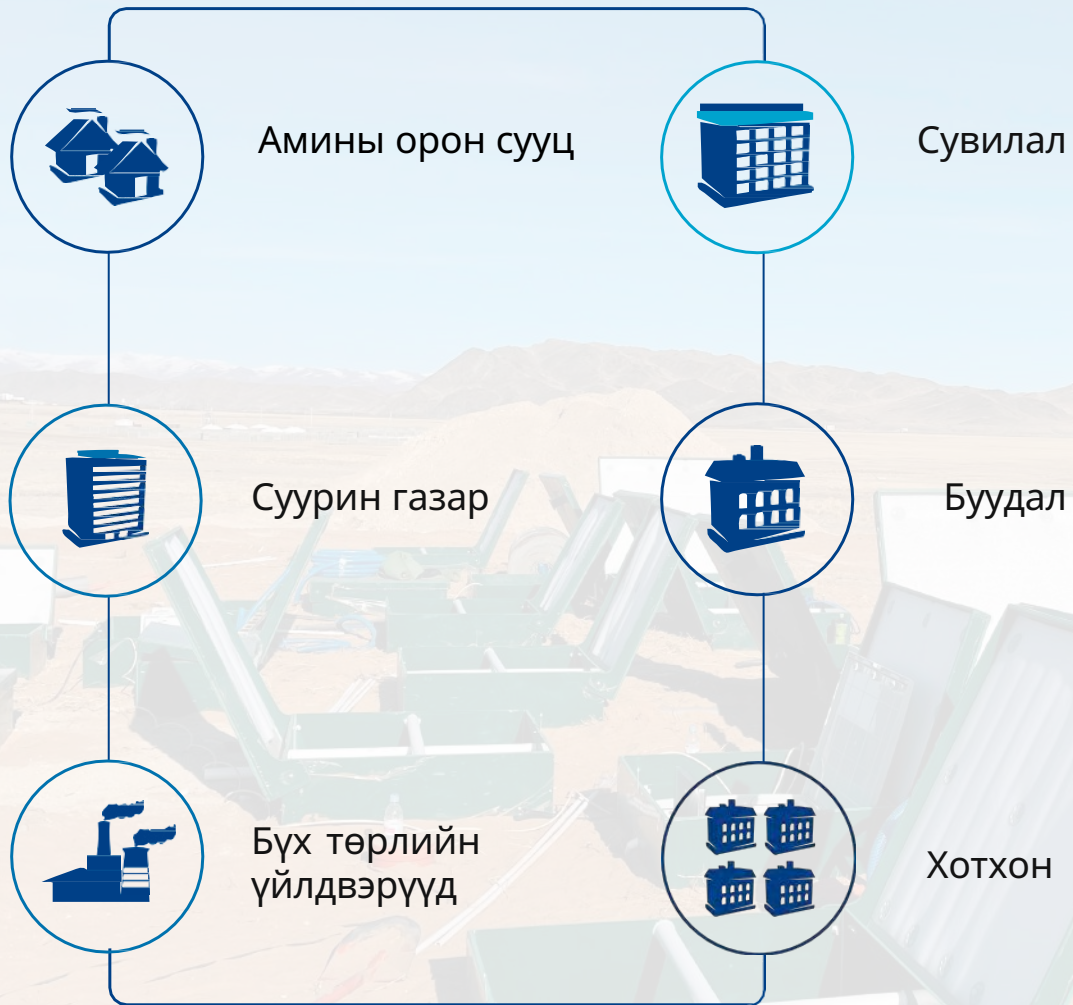 Амины орон сууц
Сувилал
Суурин газар
Буудал
Бүх төрлийн
үйлдвэрүүд
Хотхон